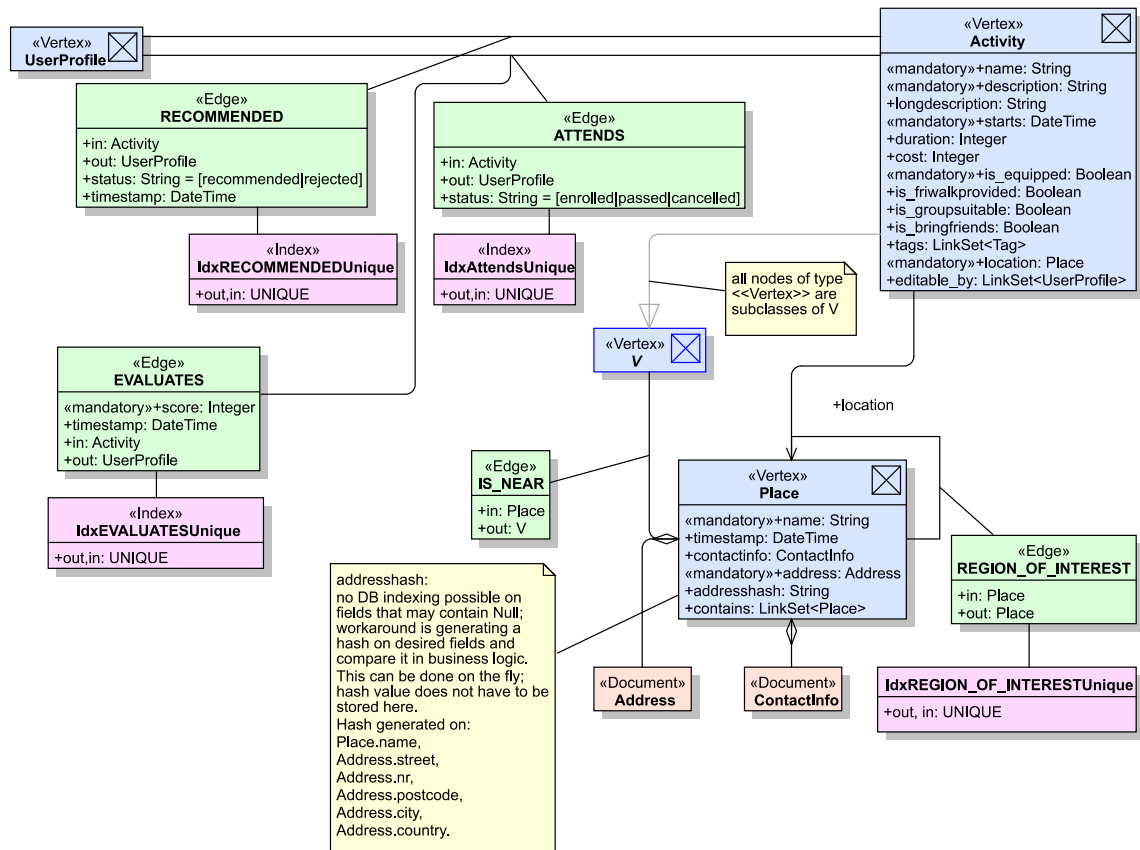 «Vertex»
UserProfile
«Vertex»
Activity
«mandatory»+name: String
«mandatory»+description: String
+longdescription: String
«mandatory»+starts: DateTime
+duration: Integer
+cost: Integer
«mandatory»+is_equipped: Boolean
+is_friwalkprovided: Boolean
+is_groupsuitable: Boolean
+is_bringfriends: Boolean
+tags: LinkSet<Tag>
«mandatory»+location: Place
+editable_by: LinkSet<UserProfile>
«Edge»
RECOMMENDED
+in: Activity
+out: UserProfile
+status: String = [recommended|rejected]
+timestamp: DateTime
«Edge»
ATTENDS
+in: Activity
+out: UserProfile
+status: String = [enrolled|passed|cancelled]
«Index»
IdxRECOMMENDEDUnique
+out,in: UNIQUE
«Index»
IdxAttendsUnique
+out,in: UNIQUE
all nodes of type
<<Vertex>> are
subclasses of V
«Vertex»
V
«Edge»
EVALUATES
«mandatory»+score: Integer
+timestamp: DateTime
+in: Activity
+out: UserProfile
+location
«Index»
IdxEVALUATESUnique
+out,in: UNIQUE
«Edge»
IS_NEAR
+in: Place
+out: V
«Vertex»
Place
«mandatory»+name: String
+timestamp: DateTime
+contactinfo: ContactInfo
«mandatory»+address: Address
+addresshash: String
+contains: LinkSet<Place>
«Edge»
REGION_OF_INTEREST
+in: Place
+out: Place
addresshash:
no DB indexing possible on
fields that may contain Null;
workaround is generating a
hash on desired fields and
compare it in business logic.
This can be done on the fly;
hash value does not have to be
stored here.
Hash generated on:
Place.name,
Address.street,
Address.nr,
Address.postcode,
Address.city,
Address.country.
«Document»
Address
«Document»
ContactInfo
IdxREGION_OF_INTERESTUnique
+out, in: UNIQUE